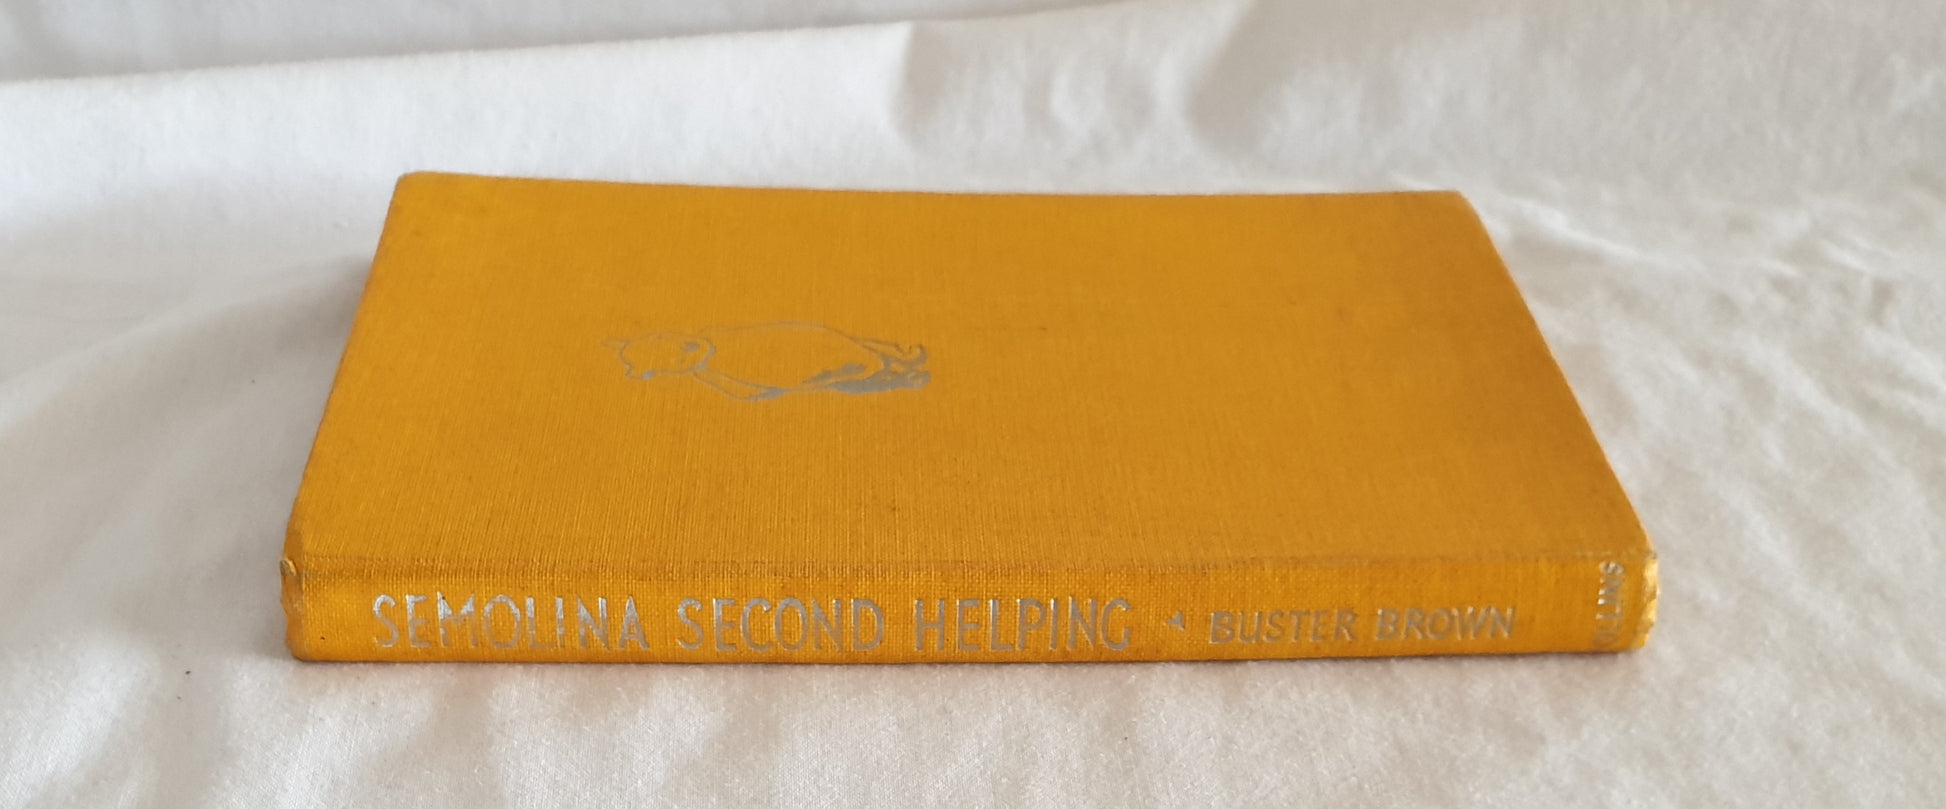 SEMOLINA SECOND HELPING BUSTER BROWN
COLLINS